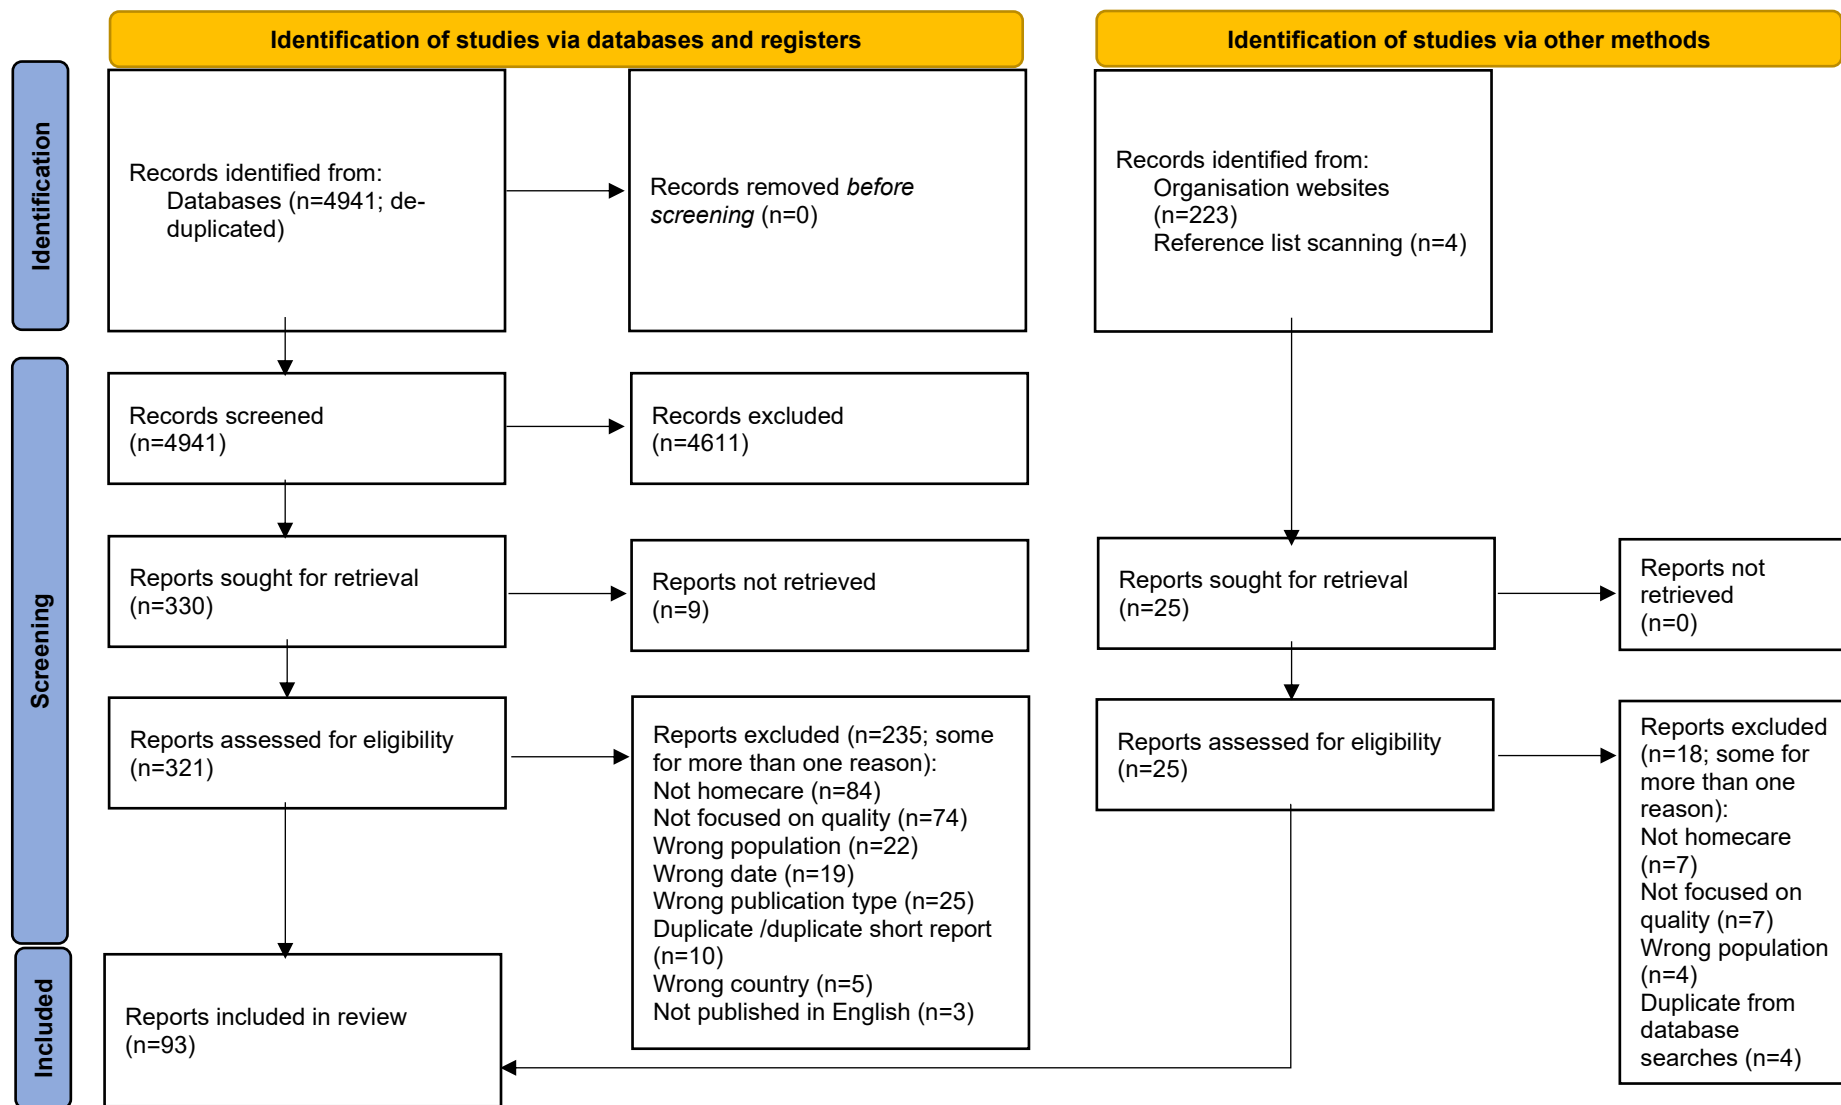 Identification of studies via databases and registers
Identification of studies via other methods
Identification
Records identified from:
Databases (n=4941; de-
duplicated)
Records removed before
screening (n=0)
Records identified from:
Organisation websites
(n=223)
Reference list scanning (n=4)
Screening
Records screened
(n=4941)
Records excluded
(n=4611)
Reports sought for retrieval
(n=330)
Reports not retrieved
(n=9)
Reports sought for retrieval
(n=25)
Reports not
retrieved
(n=0)
Reports assessed for eligibility
(n=321)
Reports excluded (n=235; some
for more than one reason):
Not homecare (n=84)
Not focused on quality (n=74)
Wrong population (n=22)
Wrong date (n=19)
Wrong publication type (n=25)
Duplicate /duplicate short report
(n=10)
Wrong country (n=5)
Not published in English (n=3)
Reports assessed for eligibility
(n=25)
Reports excluded
(n=18; some for
more than one
reason):
Not homecare
(n=7)
Not focused on
quality (n=7)
Wrong population
(n=4)
Duplicate from
database
searches (n=4)
Included
Reports included in review
(n=93)